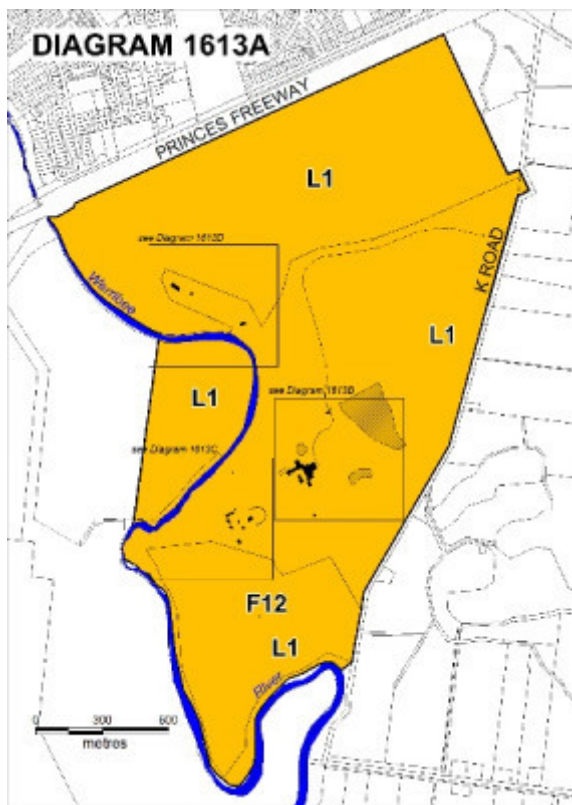 DIAGRAM 1613A
PRINCES FREEWAY
L1
see Diagram 1613D
Werribee
K ROAD
L1
L1
see Diagram 1613B
see Diagram 1613C
F12
L1
River
0 300 600
metres